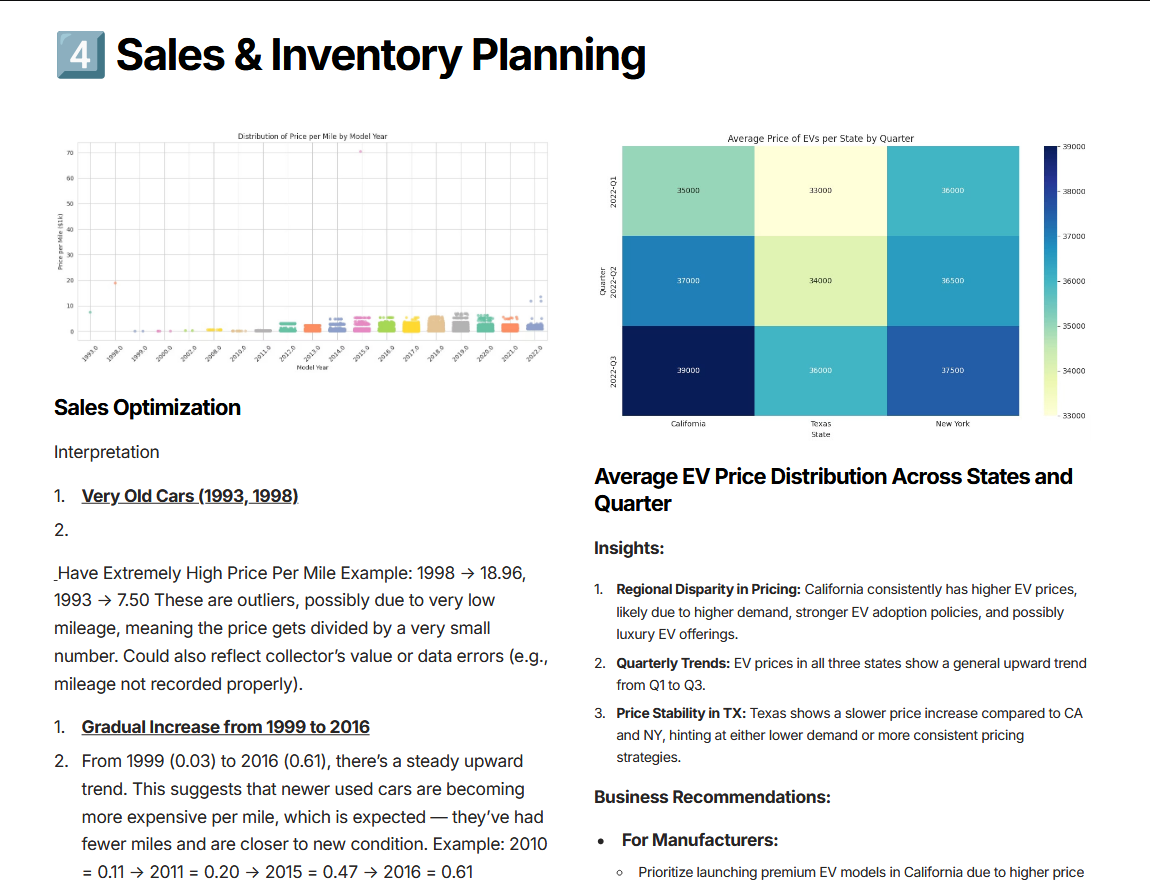 4 Sales & Inventory Planning
Distribution of Price per Mile by Model Year
Price per Mile ($1k)
70
60
50
40
30
20
10
0
1993.0
1998.0
1999.0
2000.0
2002.0
2008.0
2010.0
2011.0
2012.0
2013.0
2014.0
2015.0
2016.0
2017.0
2018.0
2019.0
2020.0
2021.0
2022.0
Model Year
Sales Optimization
Interpretation
1. Very Old Cars (1993, 1998)
2.
Have Extremely High Price Per Mile Example: 1998 → 18.96,
1993 → 7.50 These are outliers, possibly due to very low
mileage, meaning the price gets divided by a very small
number. Could also reflect collector's value or data errors (e.g.,
mileage not recorded properly).
1. Gradual Increase from 1999 to 2016
2. From 1999 (0.03) to 2016 (0.61), there's a steady upward
trend. This suggests that newer used cars are becoming
more expensive per mile, which is expected — they've had
fewer miles and are closer to new condition. Example: 2010
= 0.11 → 2011 = 0.20 → 2015 = 0.47 → 2016 = 0.61
Average Price of EVs per State by Quarter
Quarter
2022-Q1
35000
33000
36000
2022-Q2
37000
34000
36500
2022-Q3
39000
36000
37500
California
Texas
New York
State
39000
38000
37000
36000
35000
34000
33000
Average EV Price Distribution Across States and
Quarter
Insights:
1. Regional Disparity in Pricing: California consistently has higher EV prices,
likely due to higher demand, stronger EV adoption policies, and possibly
luxury EV offerings.
2. Quarterly Trends: EV prices in all three states show a general upward trend
from Q1 to Q3.
3. Price Stability in TX: Texas shows a slower price increase compared to CA
and NY, hinting at either lower demand or more consistent pricing
strategies.
Business Recommendations:
• For Manufacturers:
◦ Prioritize launching premium EV models in California due to higher price